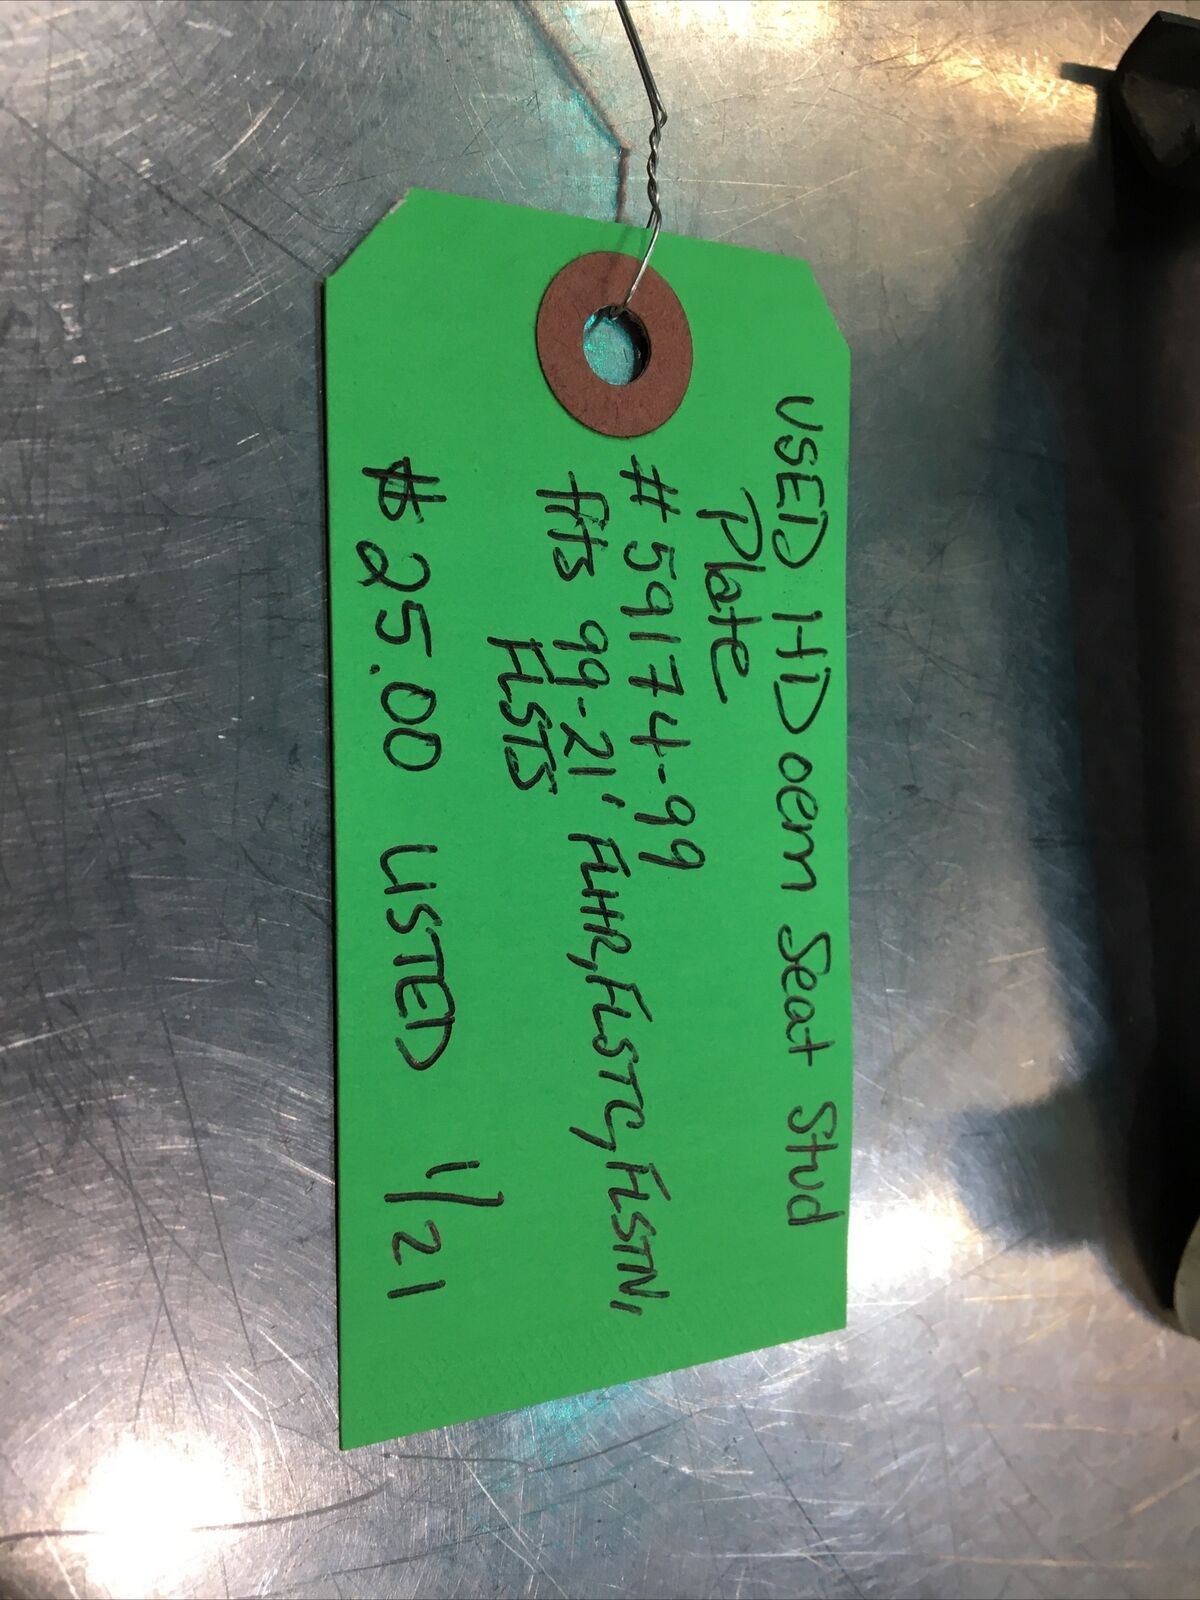 USED HD oem Seat Stud
Plate
#59174-99
fits 99-21' FLHR, FLSTC, FLSTN,
FLSTS
$25.00 LISTED 1/21